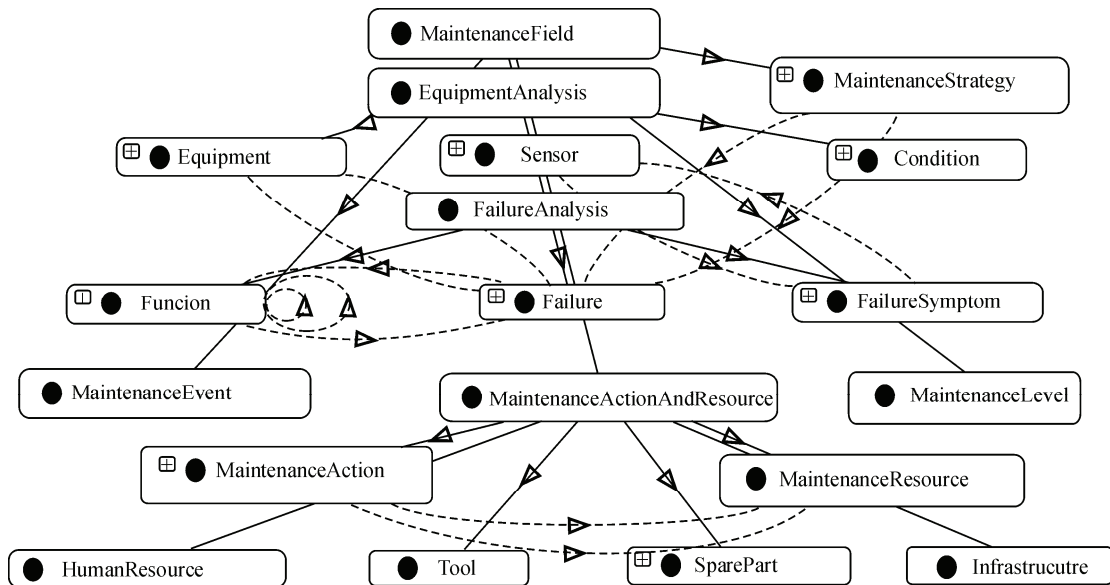 MaintenanceField
MaintenanceStrategy
EquipmentAnalysis
Equipment
Sensor
Condition
FailureAnalysis
Funcion
Failure
FailureSymptom
MaintenanceEvent
MaintenanceActionAndResource
MaintenanceLevel
MaintenanceAction
MaintenanceResource
HumanResource
Tool
SparePart
Infrastrucutre